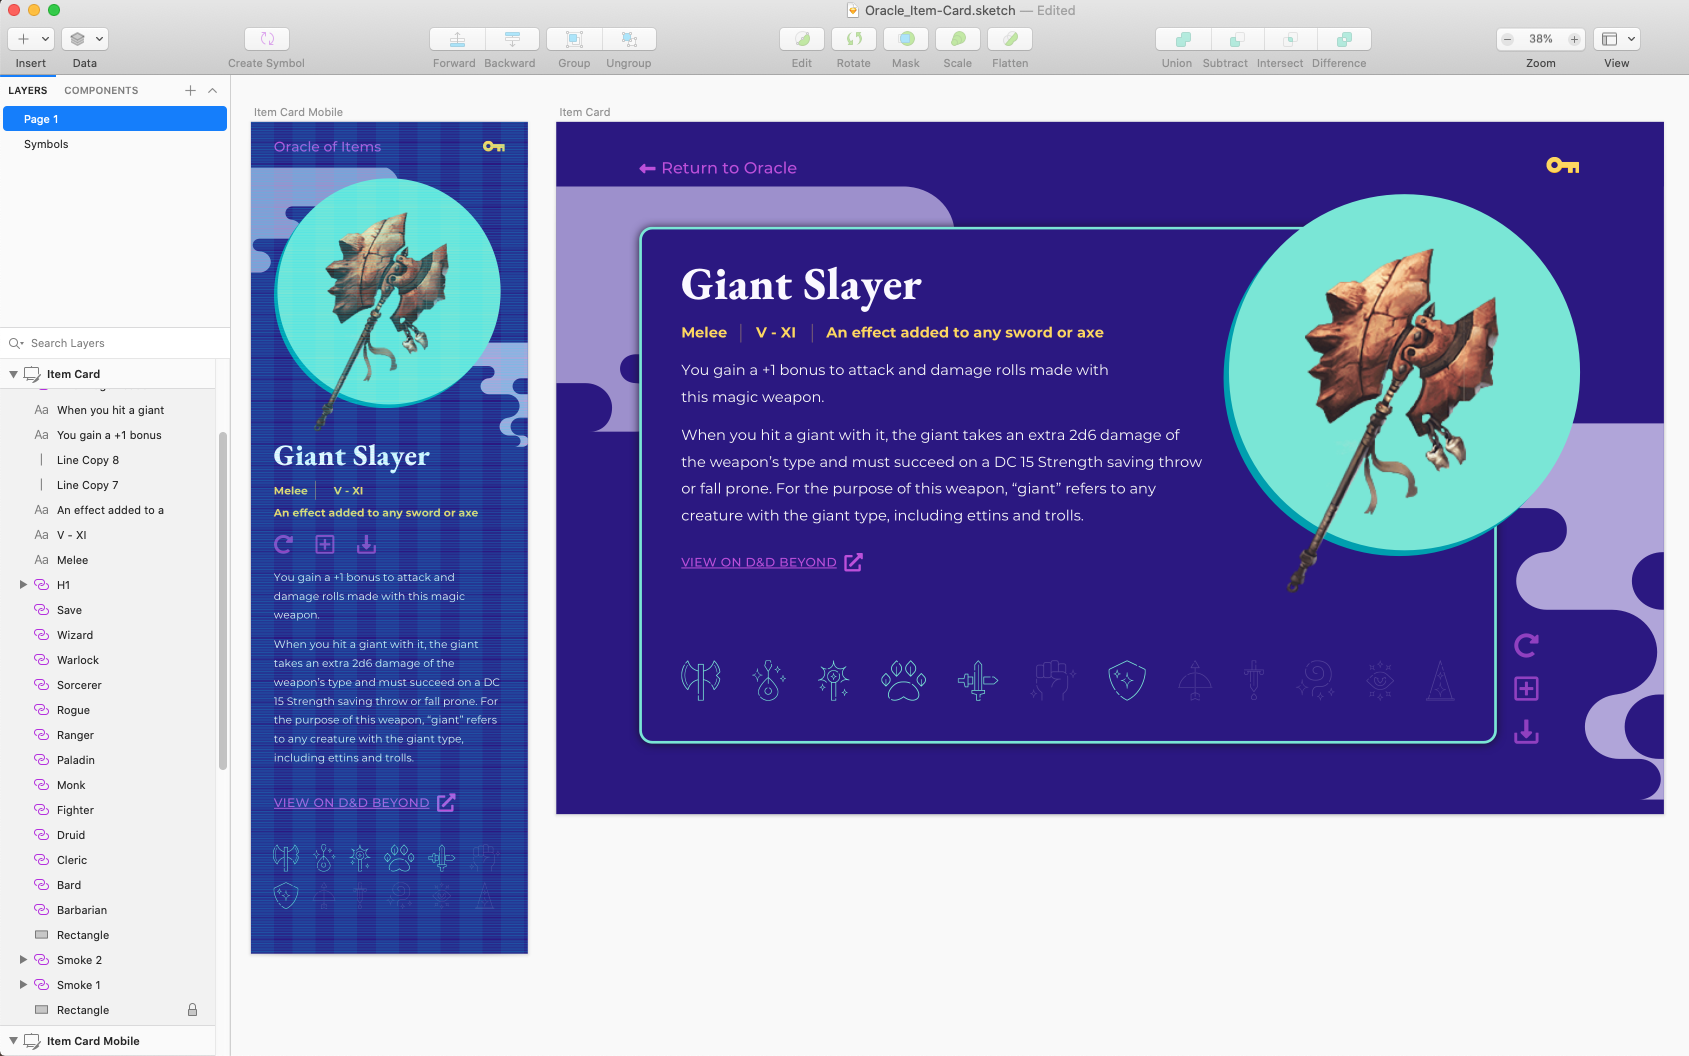 Oracle_Item-Card.sketch — Edited
Insert
Data
Create Symbol
Forward
Backward
Group
Ungroup
Edit
Rotate
Mask
Scale
Flatten
Union
Subtract
Intersect
Difference
38%
Zoom
View
LAYERS
COMPONENTS
Page 1
Symbols
Search Layers
Item Card
Aa When you hit a giant
Aa You gain a +1 bonus
Line Copy 8
Line Copy 7
Aa An effect added to a
Aa V - XI
Aa Melee
H1
Save
Wizard
Warlock
Sorcerer
Rogue
Ranger
Paladin
Monk
Fighter
Druid
Cleric
Bard
Barbarian
Rectangle
Smoke 2
Smoke 1
Rectangle
Item Card Mobile
Item Card Mobile
Oracle of Items
Giant Slayer
Melee
V - XI
An effect added to any sword or axe
You gain a +1 bonus to attack and
damage rolls made with this magic
weapon.
When you hit a giant with it, the giant
takes an extra 2d6 damage of the
weapon’s type and must succeed on a DC
15 Strength saving throw or fall prone. For
the purpose of this weapon, “giant” refers
to any creature with the giant type,
including ettins and trolls.
VIEW ON D&D BEYOND
Item Card
Return to Oracle
Giant Slayer
Melee
V - XI
An effect added to any sword or axe
You gain a +1 bonus to attack and damage rolls made with
this magic weapon.
When you hit a giant with it, the giant takes an extra 2d6 damage of
the weapon’s type and must succeed on a DC 15 Strength saving throw
or fall prone. For the purpose of this weapon, “giant” refers to any
creature with the giant type, including ettins and trolls.
VIEW ON D&D BEYOND